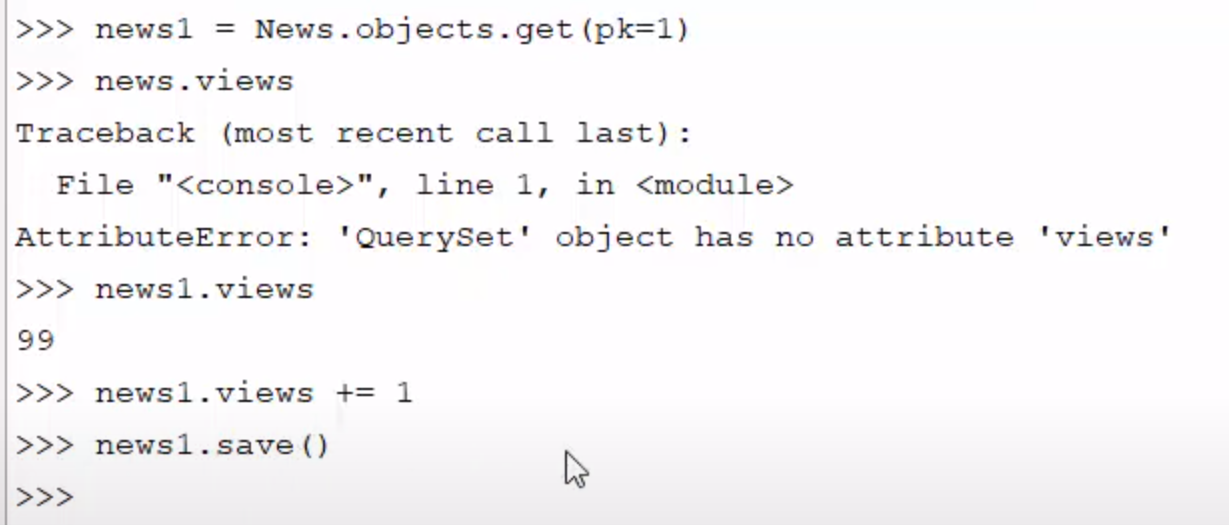 >>> news1 = News.objects.get(pk=1)
>>> news.views
Traceback (most recent call last):
  File "<console>", line 1, in <module>
AttributeError: 'QuerySet' object has no attribute 'views'
>>> news1.views
99
>>> news1.views += 1
>>> news1.save()
>>>